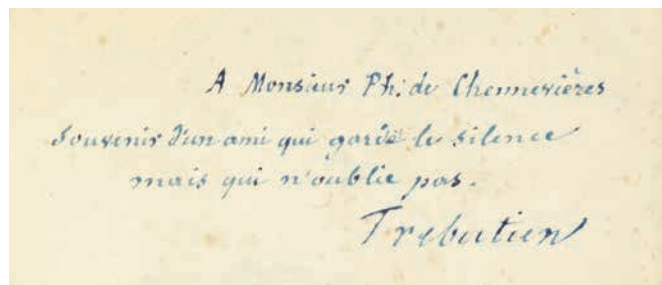 A Monsieur Ph. de Chennevières
Souvenir d'un ami qui garde le silence
mais qui n'oublie pas.
Trebutien